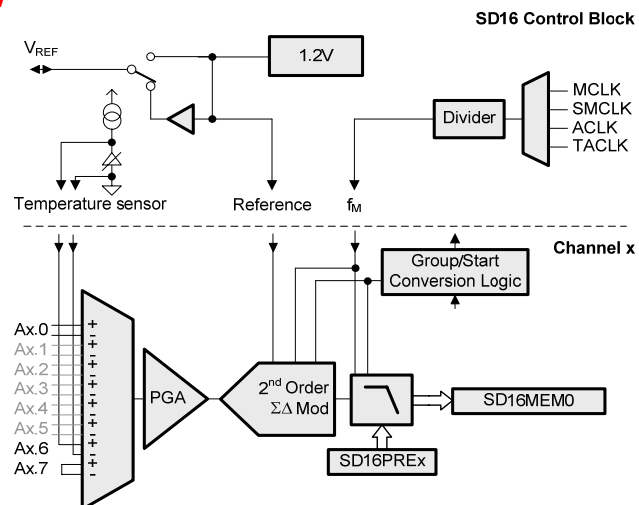 SD16 Control Block
VREF
1.2V
MCLK
SMCLK
ACLK
TACLK
Divider
Temperature sensor
Reference
fM
Channel x
Group/Start
Conversion Logic
Ax.0
Ax.1
Ax.2
Ax.3
Ax.4
Ax.5
Ax.6
Ax.7
+
-
+
-
+
-
+
-
+
-
+
-
+
-
+
-
PGA
2nd Order
ΣΔ Mod
SD16MEM0
SD16PREx